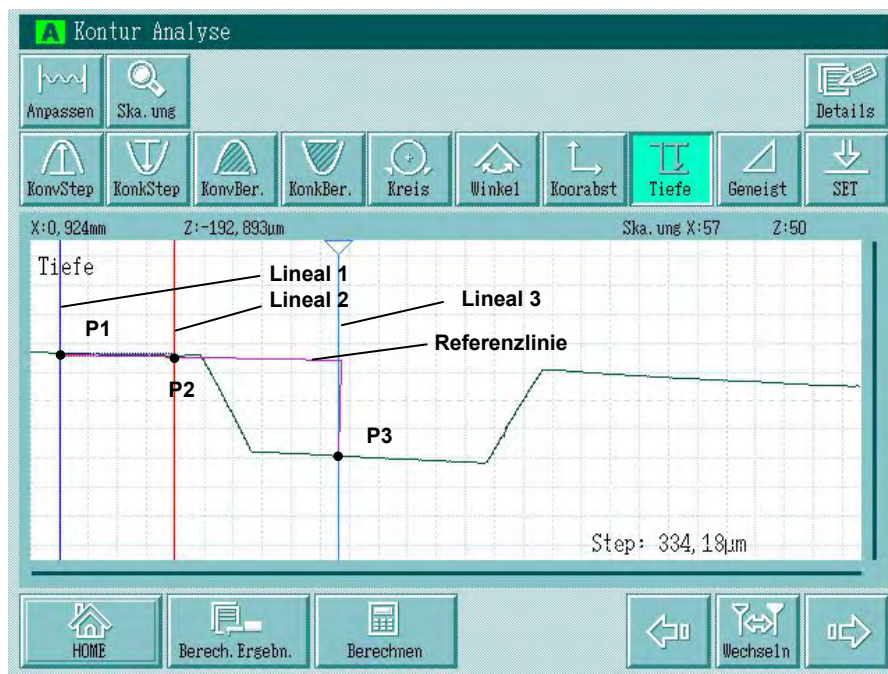 A Kontur Analyse
Anpassen Ska.ung Details
KonvStep KonkStep KonvBer. KonkBer. Kreis Winkel Koorabst Tiefe Geneigt SET
X:0,924mm Z:-192,893µm Ska.ung X:57 Z:50
Tiefe
Lineal 1
Lineal 2 Lineal 3
P1
Referenzlinie
P2
P3
Step: 334,18µm
HOME Berech.Ergebn. Berechnen Wechseln